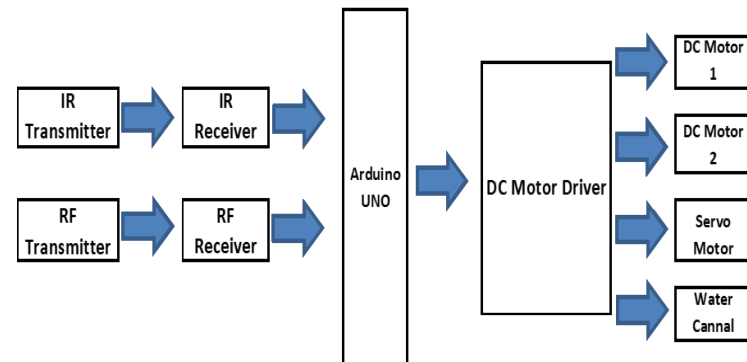 IR
Transmitter
IR
Receiver
RF
Transmitter
RF
Receiver
Arduino
UNO
DC Motor Driver
DC Motor
1
DC Motor
2
Servo
Motor
Water
Cannal